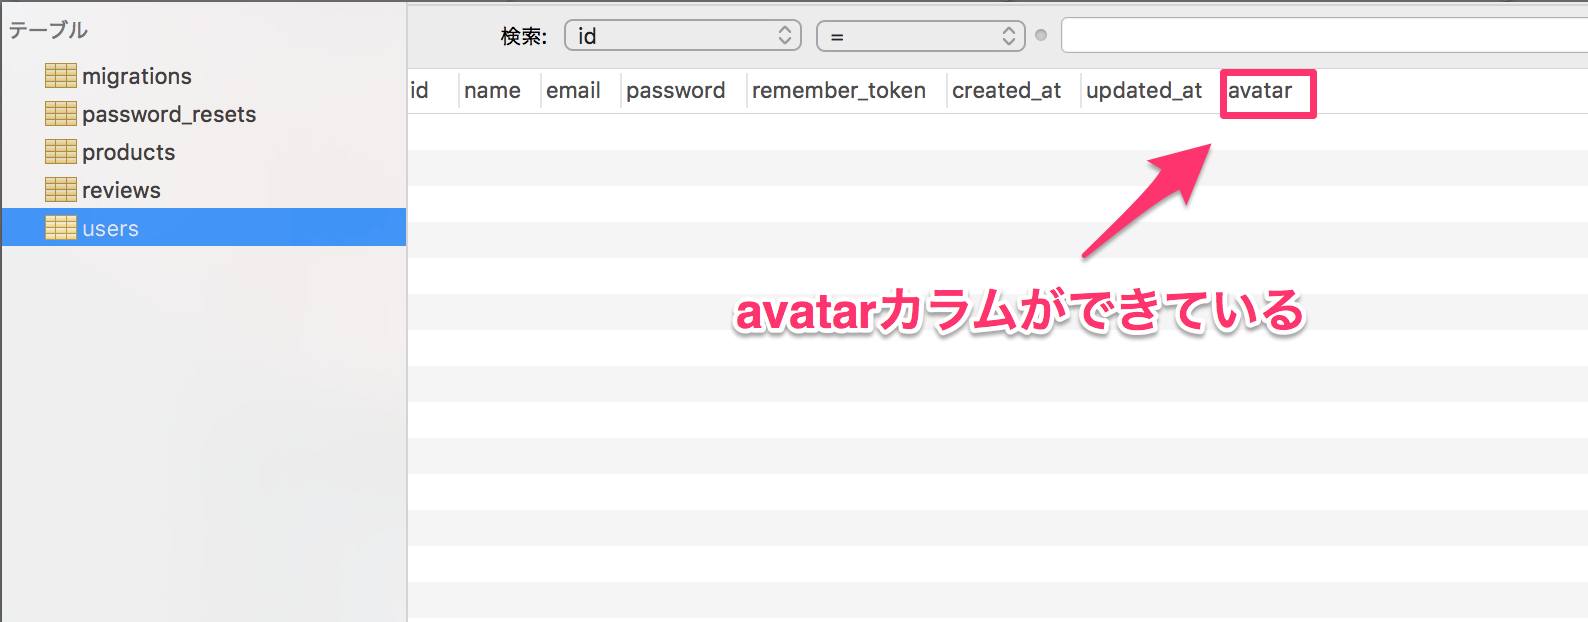 テーブル
migrations
password_resets
products
reviews
users
検索: id =
id name email password remember_token created_at updated_at avatar
avatarカラムができている